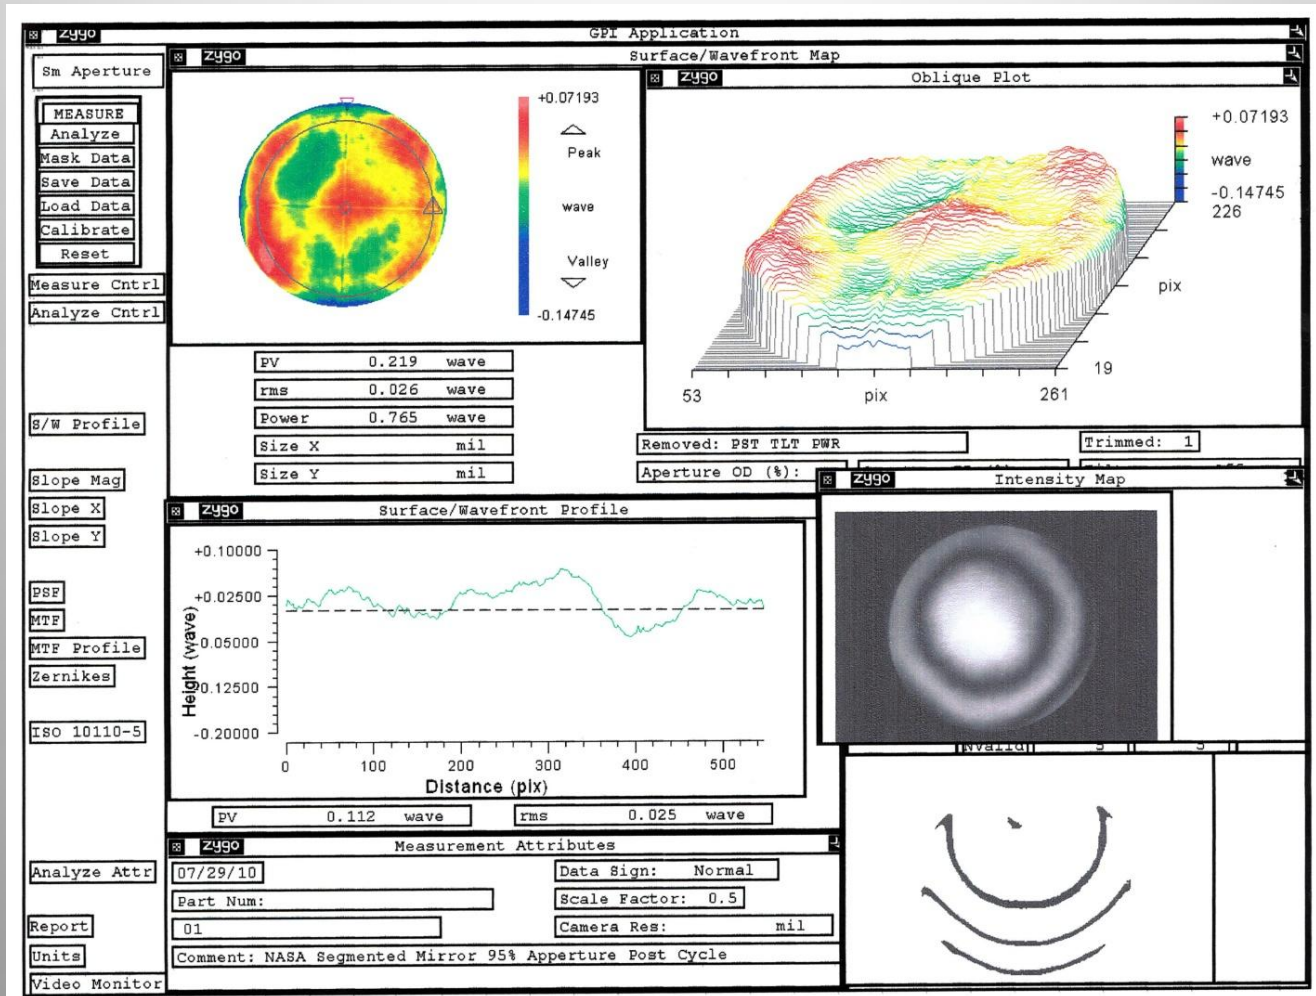 zygo GPI Application
Sm Aperture
MEASURE
Analyze
Mask Data
Save Data
Load Data
Calibrate
Reset
Measure Cntrl
Analyze Cntrl
S/W Profile
Slope Mag
Slope X
Slope Y
PSF
MTF
MTF Profile
Zernikes
ISO 10110-5
Analyze Attr
Report
Units
Video Monitor
zygo Surface/Wavefront Map
+0.07193
Peak
wave
Valley
-0.14745
PV 0.219 wave
rms 0.026 wave
Power 0.765 wave
Size X mil
Size Y mil
zygo Oblique Plot
+0.07193
wave
-0.14745
226
pix
19
53 pix 261
Removed: PST TLT PWR
Trimmed: 1
Aperture OD (%):
zygo Surface/Wavefront Profile
+0.10000
+0.02500
-0.05000
-0.12500
-0.20000
Height (wave)
0 100 200 300 400 500
Distance (pix)
PV 0.112 wave
rms 0.025 wave
zygo Intensity Map
zygo Measurement Attributes
07/29/10
Data Sign: Normal
Part Num:
Scale Factor: 0.5
01
Camera Res: mil
Comment: NASA Segmented Mirror 95% Apperture Post Cycle